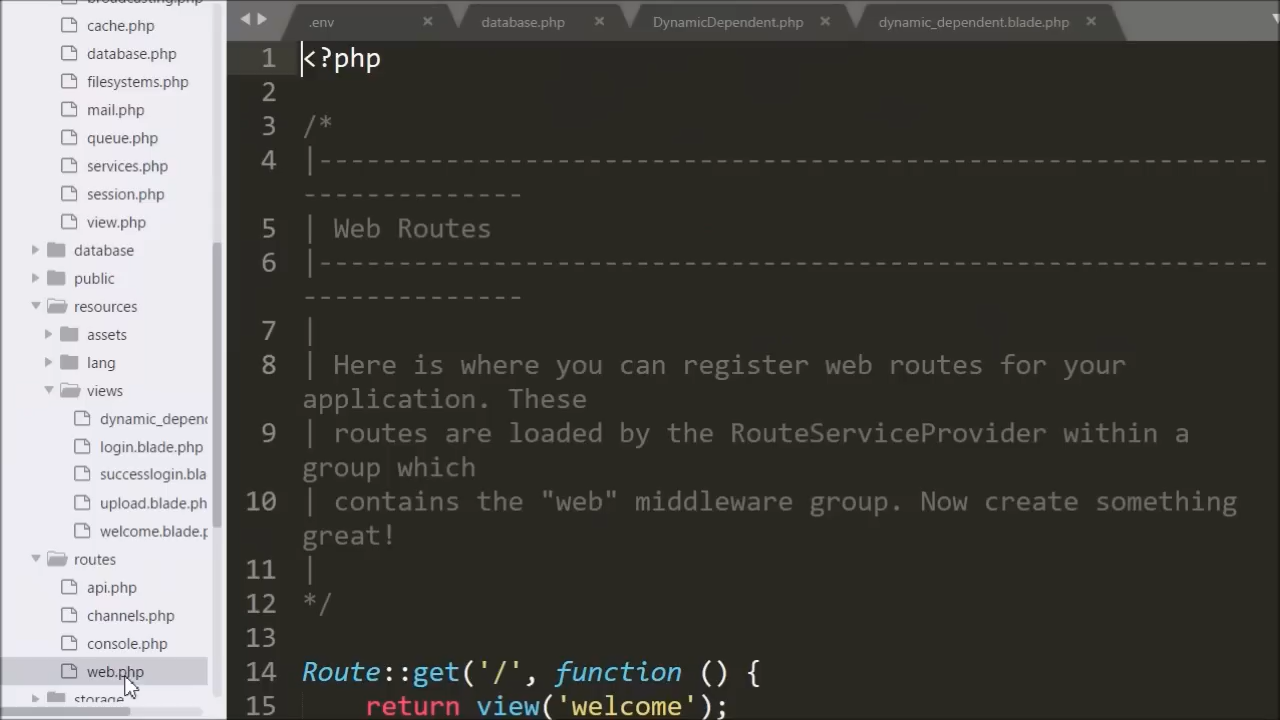 broadcasting.php
cache.php
database.php
filesystems.php
mail.php
queue.php
services.php
session.php
view.php
database
public
resources
assets
lang
views
dynamic_depend
login.blade.php
successlogin.bla
upload.blade.ph
welcome.blade.p
routes
api.php
channels.php
console.php
web.php
storage
.env
database.php
DynamicDependent.php
dynamic_dependent.blade.php
1 <?php
2
3 /*
4 |------------------------------------------------------------
--------------
5 | Web Routes
6 |------------------------------------------------------------
--------------
7 |
8 | Here is where you can register web routes for your
application. These
9 | routes are loaded by the RouteServiceProvider within a
group which
10 | contains the "web" middleware group. Now create something
great!
11 |
12 */
13
14 Route::get('/', function () {
15     return view('welcome');